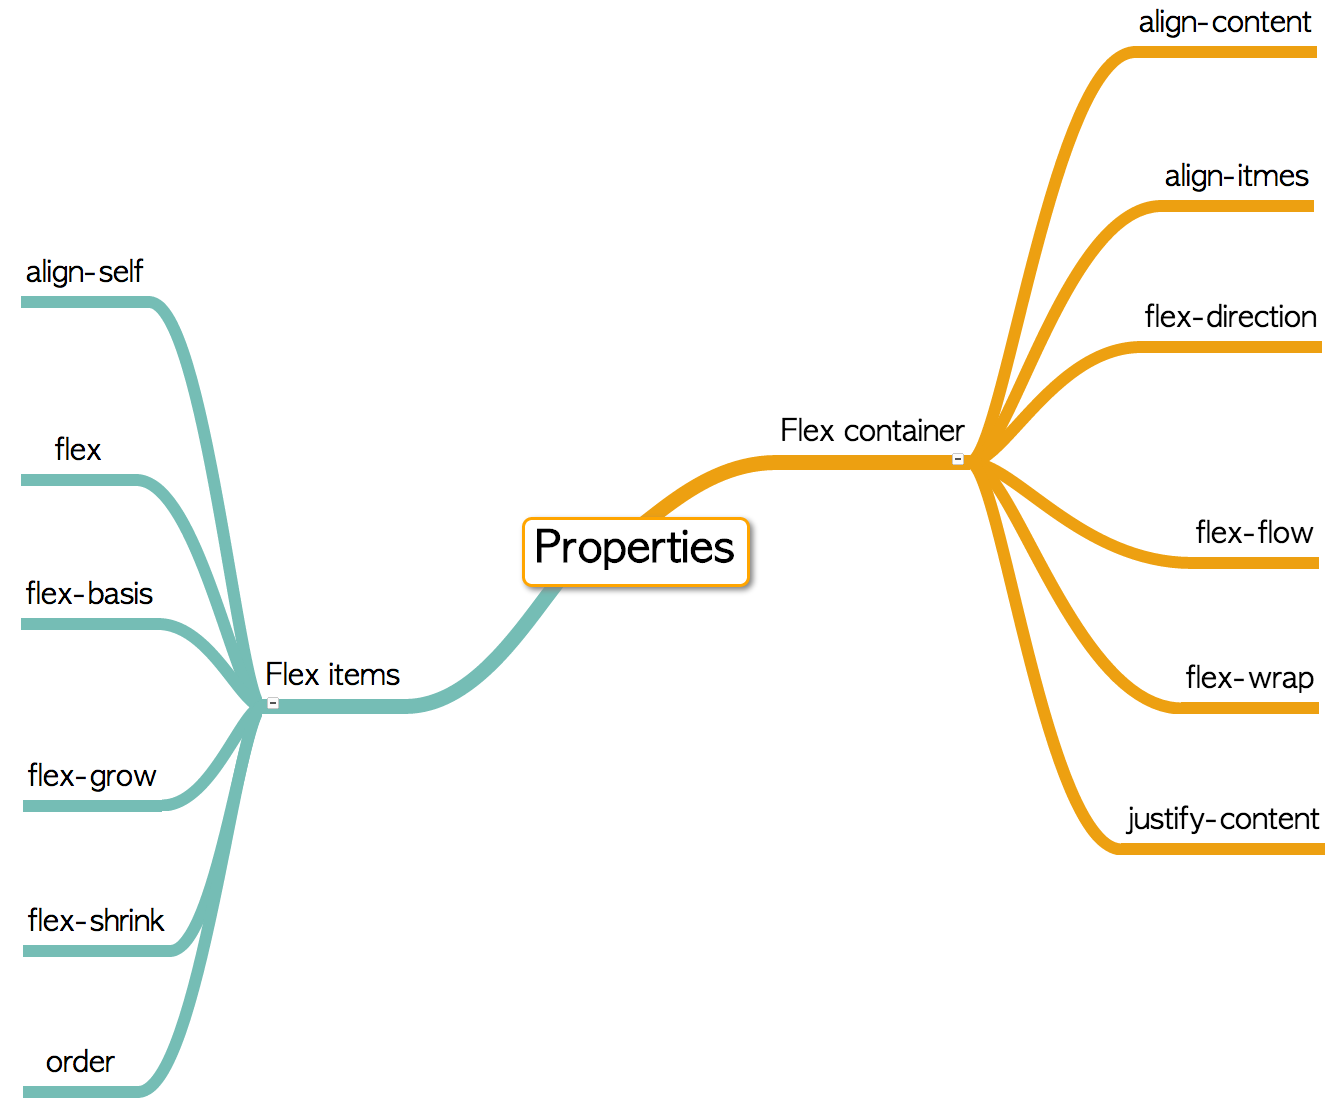 Properties
Flex container
align-content
align-itmes
flex-direction
flex-flow
flex-wrap
justify-content
Flex items
align-self
flex
flex-basis
flex-grow
flex-shrink
order